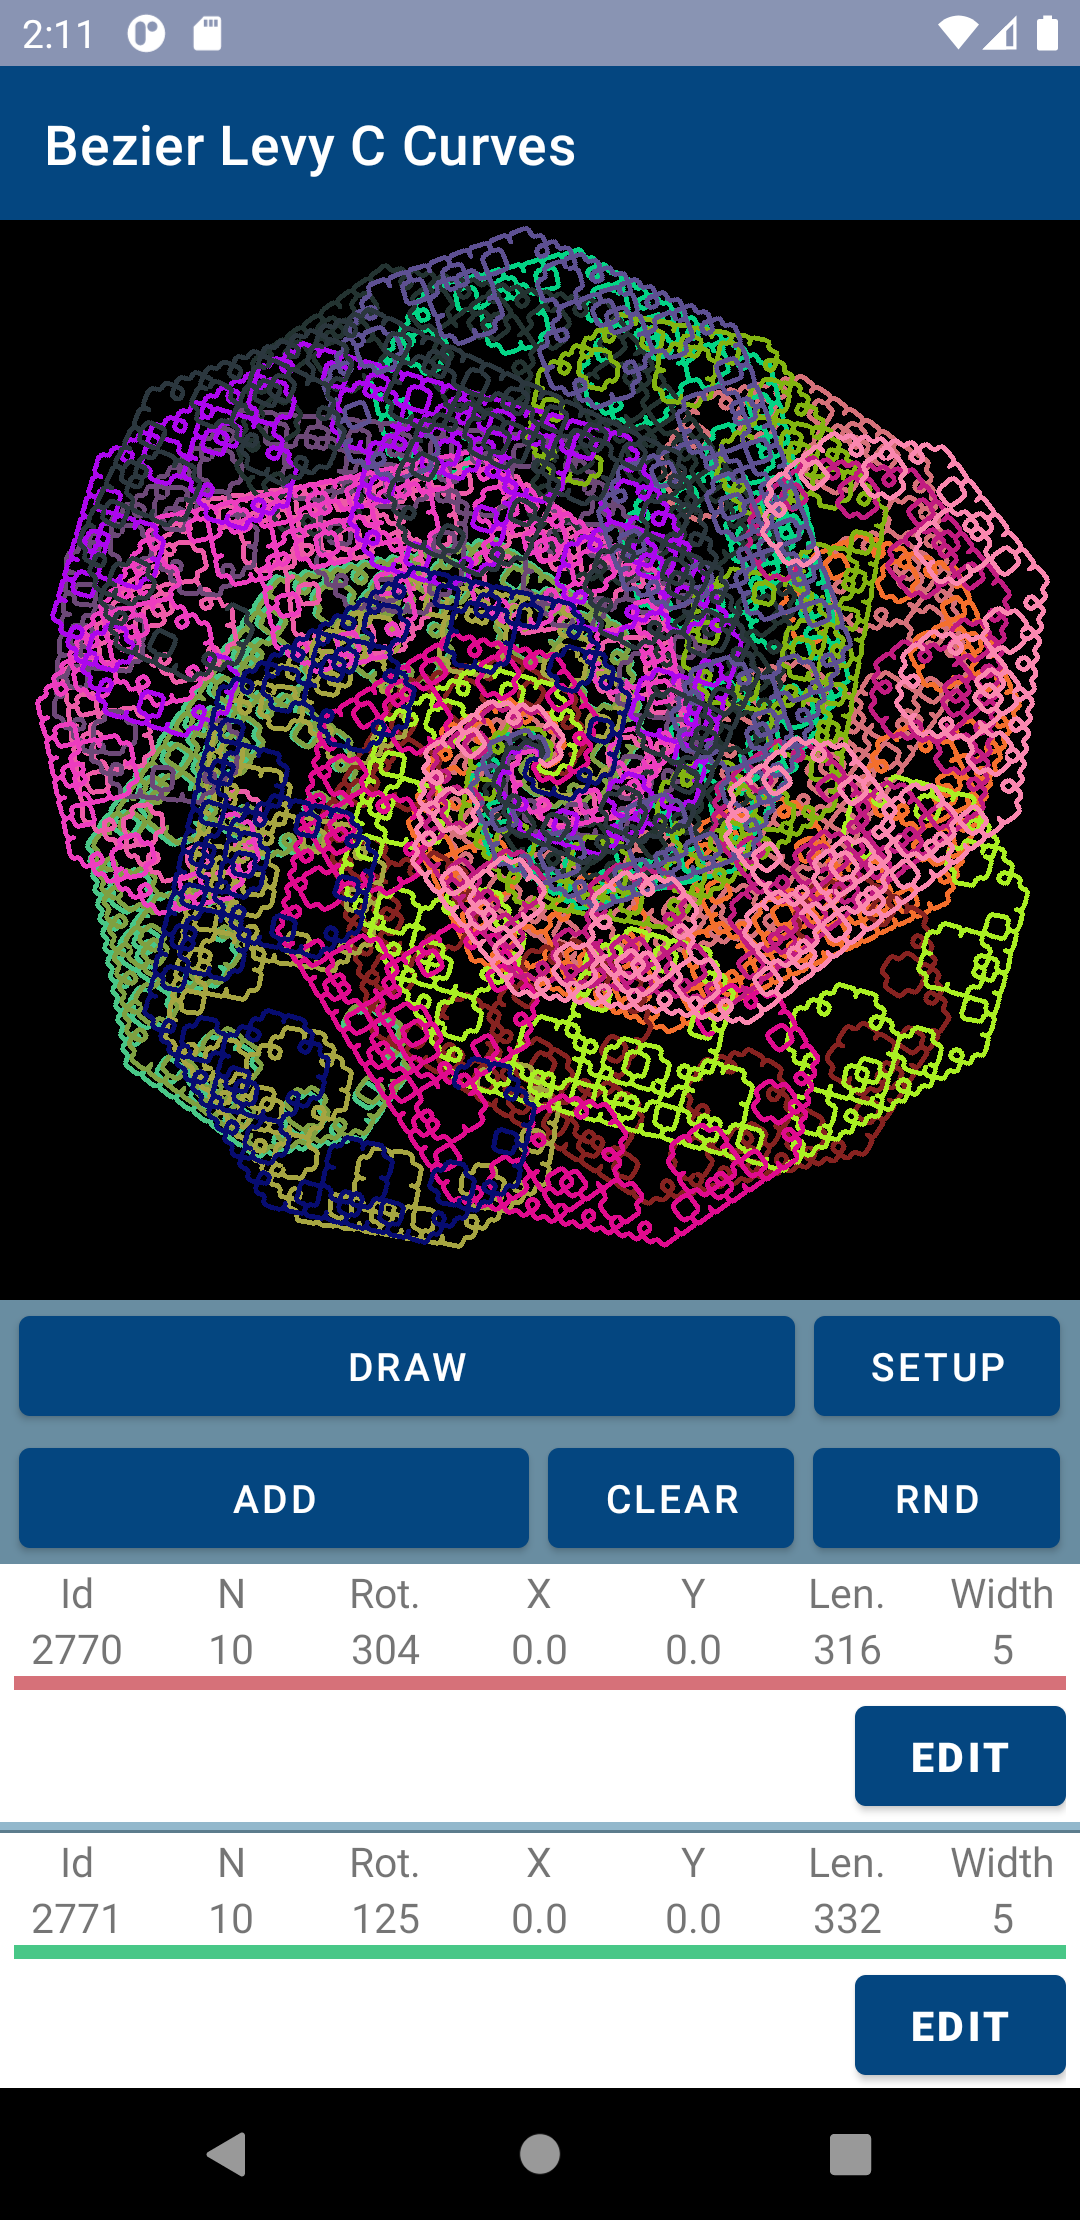 2:11
Bezier Levy C Curves
DRAW SETUP
ADD CLEAR RND
Id N Rot. X Y Len. Width
2770 10 304 0.0 0.0 316 5
EDIT
Id N Rot. X Y Len. Width
2771 10 125 0.0 0.0 332 5
EDIT